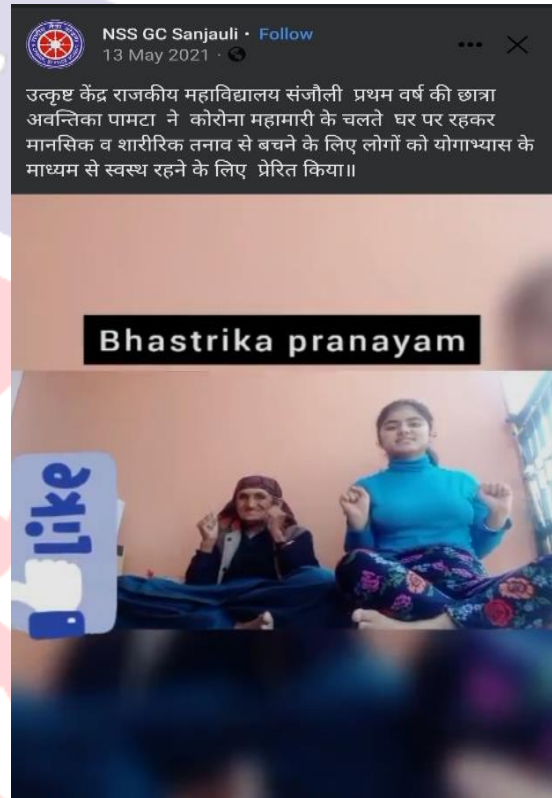 NSS GC Sanjauli · Follow
13 May 2021 ·
उत्कृष्ट केंद्र राजकीय महाविद्यालय संजौली प्रथम वर्ष की छात्रा
अवन्तिका पामटा ने कोरोना महामारी के चलते घर पर रहकर
मानसिक व शारीरिक तनाव से बचने के लिए लोगों को योगाभ्यास के
माध्यम से स्वस्थ रहने के लिए प्रेरित किया॥
Bhastrika pranayam
Like